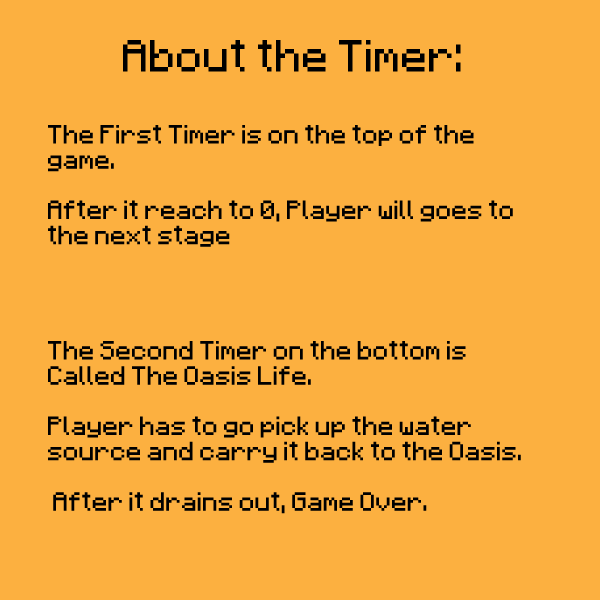 About the Timer:
The First Timer is on the top of the
game.
After it reach to 0, Player will goes to
the next stage
The Second Timer on the bottom is
Called The Oasis Life.
Player has to go pick up the water
source and carry it back to the Oasis.
After it drains out, Game Over.